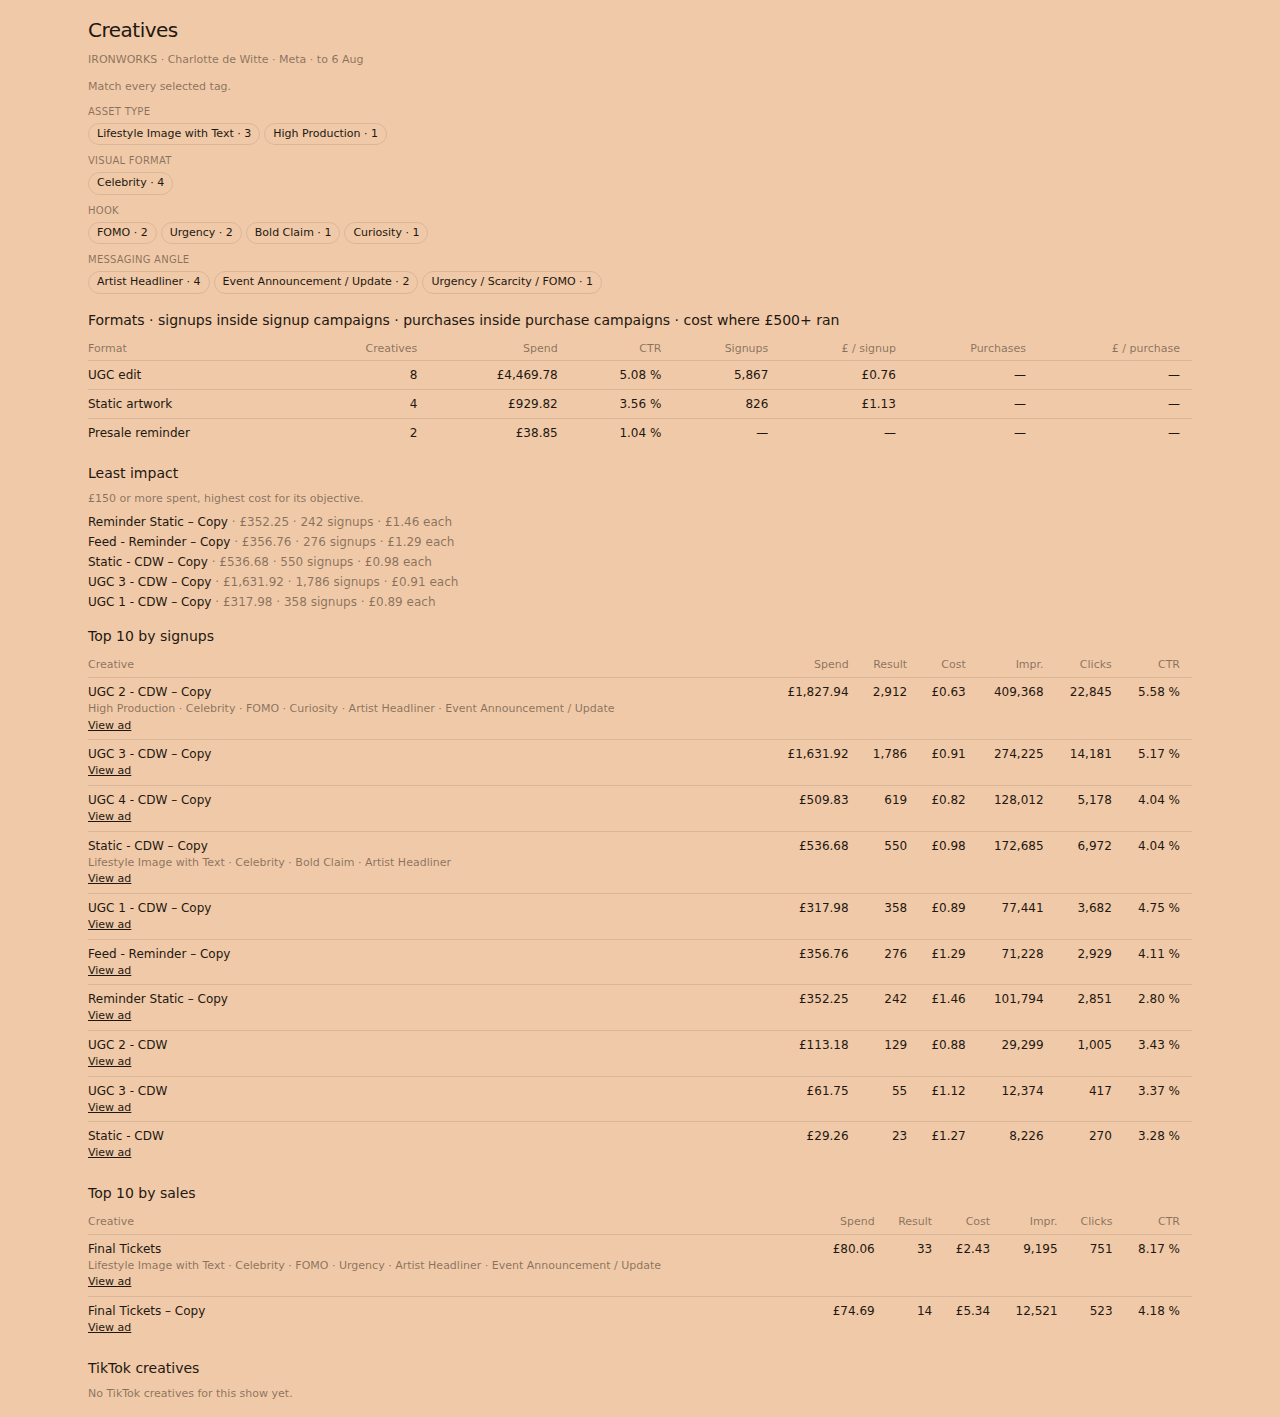 Creatives
IRONWORKS · Charlotte de Witte · Meta · to 6 Aug
Match every selected tag.
ASSET TYPE
Lifestyle Image with Text · 3 High Production · 1
VISUAL FORMAT
Celebrity · 4
HOOK
FOMO · 2 Urgency · 2 Bold Claim · 1 Curiosity · 1
MESSAGING ANGLE
Artist Headliner · 4 Event Announcement / Update · 2 Urgency / Scarcity / FOMO · 1
Formats · signups inside signup campaigns · purchases inside purchase campaigns · cost where £500+ ran
Format Creatives Spend CTR Signups £ / signup Purchases £ / purchase
UGC edit 8 £4,469.78 5.08 % 5,867 £0.76 — —
Static artwork 4 £929.82 3.56 % 826 £1.13 — —
Presale reminder 2 £38.85 1.04 % — — — —
Least impact
£150 or more spent, highest cost for its objective.
Reminder Static – Copy · £352.25 · 242 signups · £1.46 each
Feed - Reminder – Copy · £356.76 · 276 signups · £1.29 each
Static - CDW – Copy · £536.68 · 550 signups · £0.98 each
UGC 3 - CDW – Copy · £1,631.92 · 1,786 signups · £0.91 each
UGC 1 - CDW – Copy · £317.98 · 358 signups · £0.89 each
Top 10 by signups
Creative Spend Result Cost Impr. Clicks CTR
UGC 2 - CDW – Copy £1,827.94 2,912 £0.63 409,368 22,845 5.58 %
High Production · Celebrity · FOMO · Curiosity · Artist Headliner · Event Announcement / Update
View ad
UGC 3 - CDW – Copy £1,631.92 1,786 £0.91 274,225 14,181 5.17 %
View ad
UGC 4 - CDW – Copy £509.83 619 £0.82 128,012 5,178 4.04 %
View ad
Static - CDW – Copy £536.68 550 £0.98 172,685 6,972 4.04 %
Lifestyle Image with Text · Celebrity · Bold Claim · Artist Headliner
View ad
UGC 1 - CDW – Copy £317.98 358 £0.89 77,441 3,682 4.75 %
View ad
Feed - Reminder – Copy £356.76 276 £1.29 71,228 2,929 4.11 %
View ad
Reminder Static – Copy £352.25 242 £1.46 101,794 2,851 2.80 %
View ad
UGC 2 - CDW £113.18 129 £0.88 29,299 1,005 3.43 %
View ad
UGC 3 - CDW £61.75 55 £1.12 12,374 417 3.37 %
View ad
Static - CDW £29.26 23 £1.27 8,226 270 3.28 %
View ad
Top 10 by sales
Creative Spend Result Cost Impr. Clicks CTR
Final Tickets £80.06 33 £2.43 9,195 751 8.17 %
Lifestyle Image with Text · Celebrity · FOMO · Urgency · Artist Headliner · Event Announcement / Update
View ad
Final Tickets – Copy £74.69 14 £5.34 12,521 523 4.18 %
View ad
TikTok creatives
No TikTok creatives for this show yet.